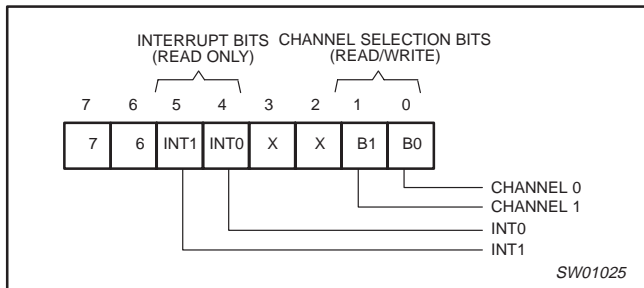 INTERRUPT BITS
(READ ONLY)
CHANNEL SELECTION BITS
(READ/WRITE)
7 6 5 4 3 2 1 0
7 6 INT1 INT0 X X B1 B0
CHANNEL 0
CHANNEL 1
INT0
INT1
SW01025